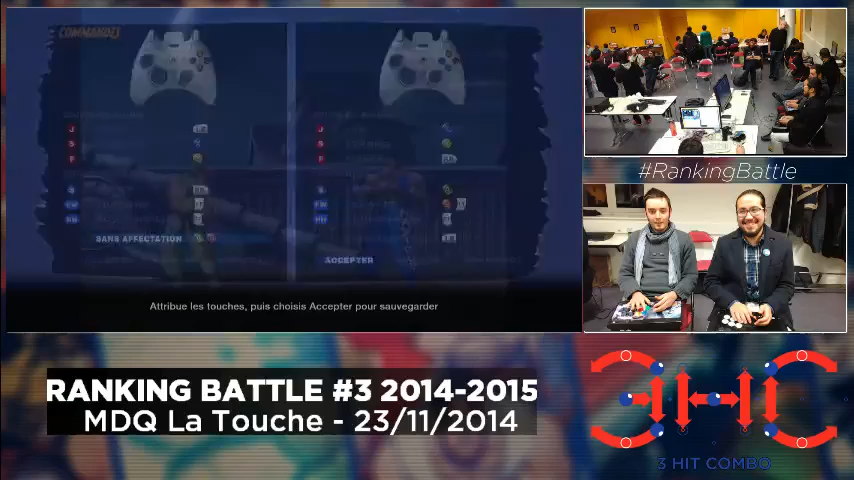 COMMANDES
SANS AFFECTATION
ACCEPTER
Attribue les touches, puis choisis Accepter pour sauvegarder
#RankingBattle
RANKING BATTLE #3 2014-2015
MDQ La Touche - 23/11/2014
3HC
3 HIT COMBO